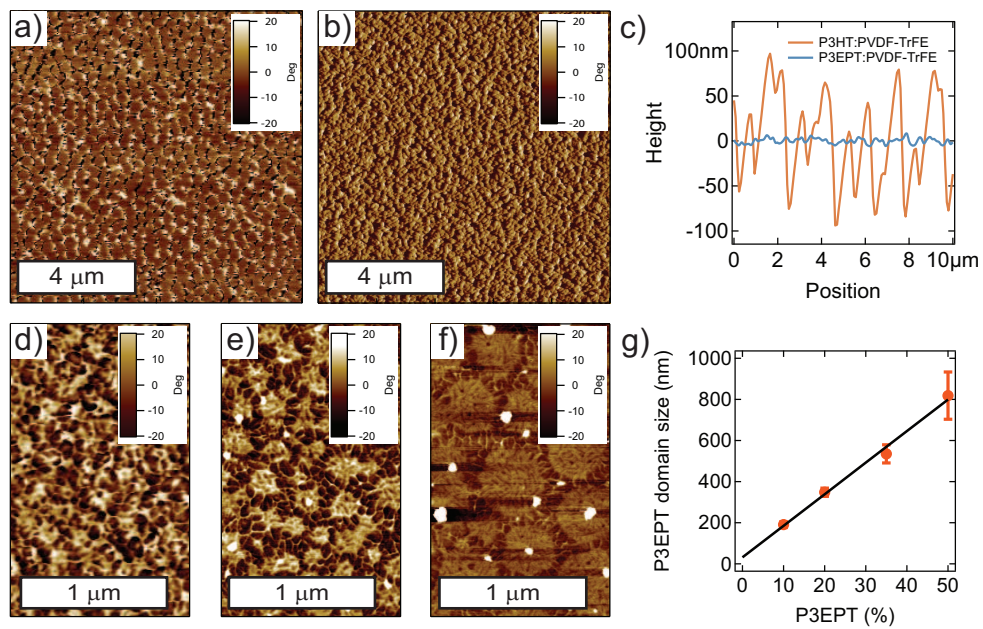 a)
20
10
0
-10
-20
Deg
4 μm
b)
20
10
0
-10
-20
Deg
4 μm
c)
P3HT:PVDF-TrFE
P3EPT:PVDF-TrFE
100nm
50
0
-50
-100
Height
0 2 4 6 8 10μm
Position
d)
20
10
0
-10
-20
Deg
1 μm
e)
20
10
0
-10
-20
Deg
1 μm
f)
20
10
0
-10
-20
Deg
1 μm
g)
1000
800
600
400
200
0
P3EPT domain size (nm)
0 10 20 30 40 50
P3EPT (%)